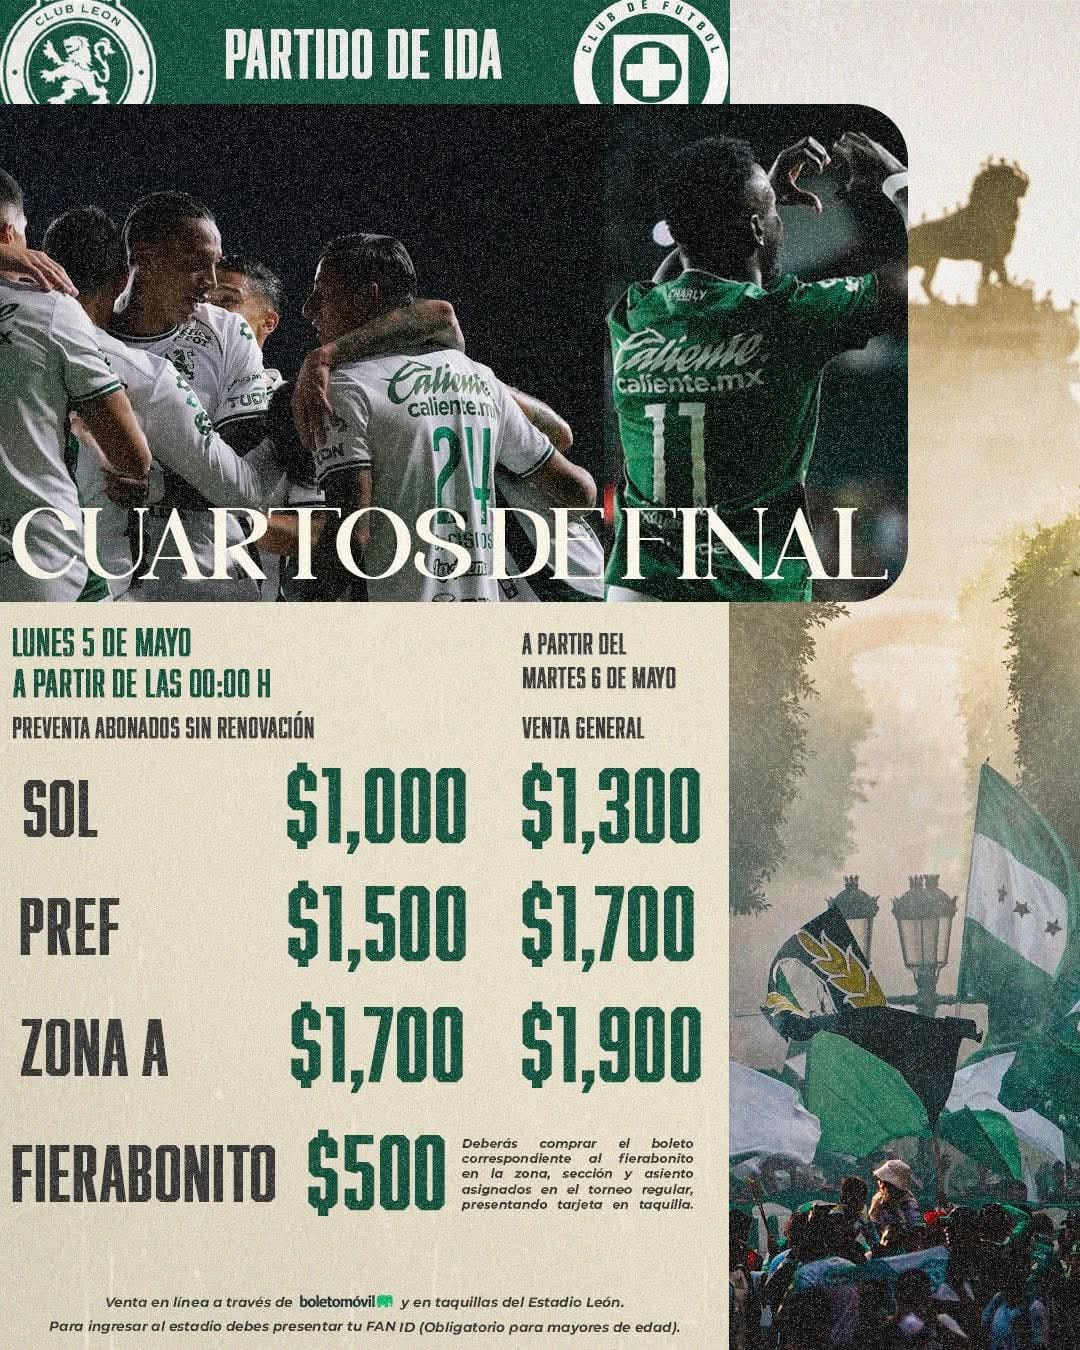 CLUB LEON
PARTIDO DE IDA
CLUB DE FUTBOL
CHARLY
Caliente
caliente.mx
11
Caliente
caliente.m
24
TUDN
CUARTOS DE FINAL
LUNES 5 DE MAYO
A PARTIR DE LAS 00:00 H
PREVENTA ABONADOS SIN RENOVACIÓN
A PARTIR DEL
MARTES 6 DE MAYO
VENTA GENERAL
SOL $1,000 $1,300
PREF $1,500 $1,700
ZONA A $1,700 $1,900
FIERABONITO $500
Deberás comprar el boleto
correspondiente al fierabonito
en la zona, sección y asiento
asignados en el torneo regular,
presentando tarjeta en taquilla.
Venta en línea a través de boletomóvil y en taquillas del Estadio León.
Para ingresar al estadio debes presentar tu FAN ID (Obligatorio para mayores de edad).